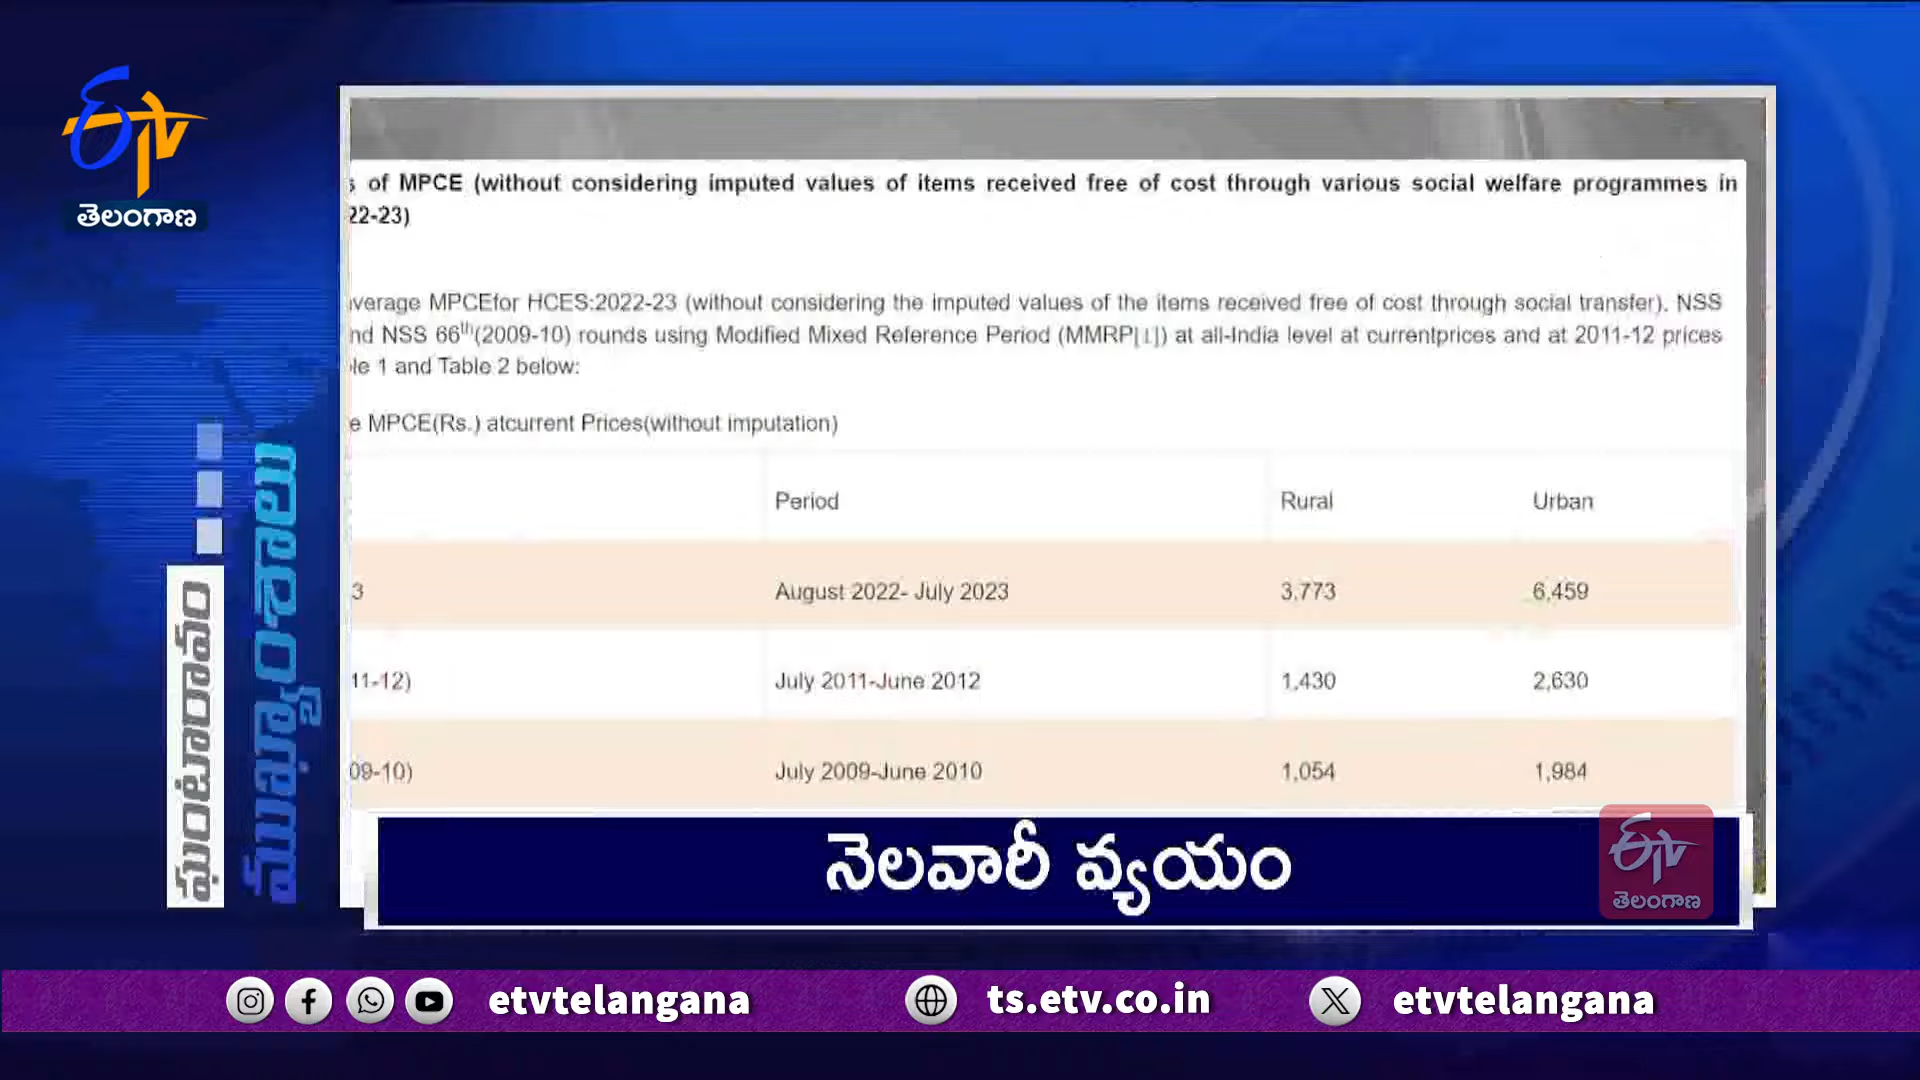 ETV
తెలంగాణ
of MPCE (without considering imputed values of items received free of cost through various social welfare programmes in
22-23)
verage MPCEfor HCES:2022-23 (without considering the imputed values of the items received free of cost through social transfer), NSS
nd NSS 66th(2009-10) rounds using Modified Mixed Reference Period (MMRP[1]) at all-India level at currentprices and at 2011-12 prices
le 1 and Table 2 below:
e MPCE(Rs.) atcurrent Prices(without imputation)
Period Rural Urban
3 August 2022- July 2023 3,773 6,459
11-12) July 2011-June 2012 1,430 2,630
09-10) July 2009-June 2010 1,054 1,984
ఘంటారావం
ముఖ్యాంశాలు
నెలవారీ వ్యయం
ETV
తెలంగాణ
etvtelangana ts.etv.co.in etvtelangana